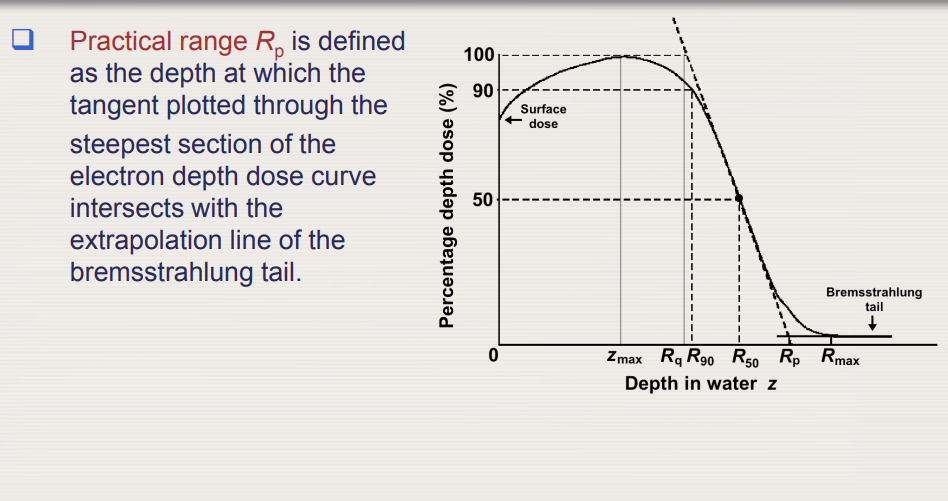 Practical range Rp is defined
as the depth at which the
tangent plotted through the
steepest section of the
electron depth dose curve
intersects with the
extrapolation line of the
bremsstrahlung tail.
Percentage depth dose (%)
100
90
50
0
Surface
dose
Bremsstrahlung
tail
zmax Rq R90 R50 Rp Rmax
Depth in water z